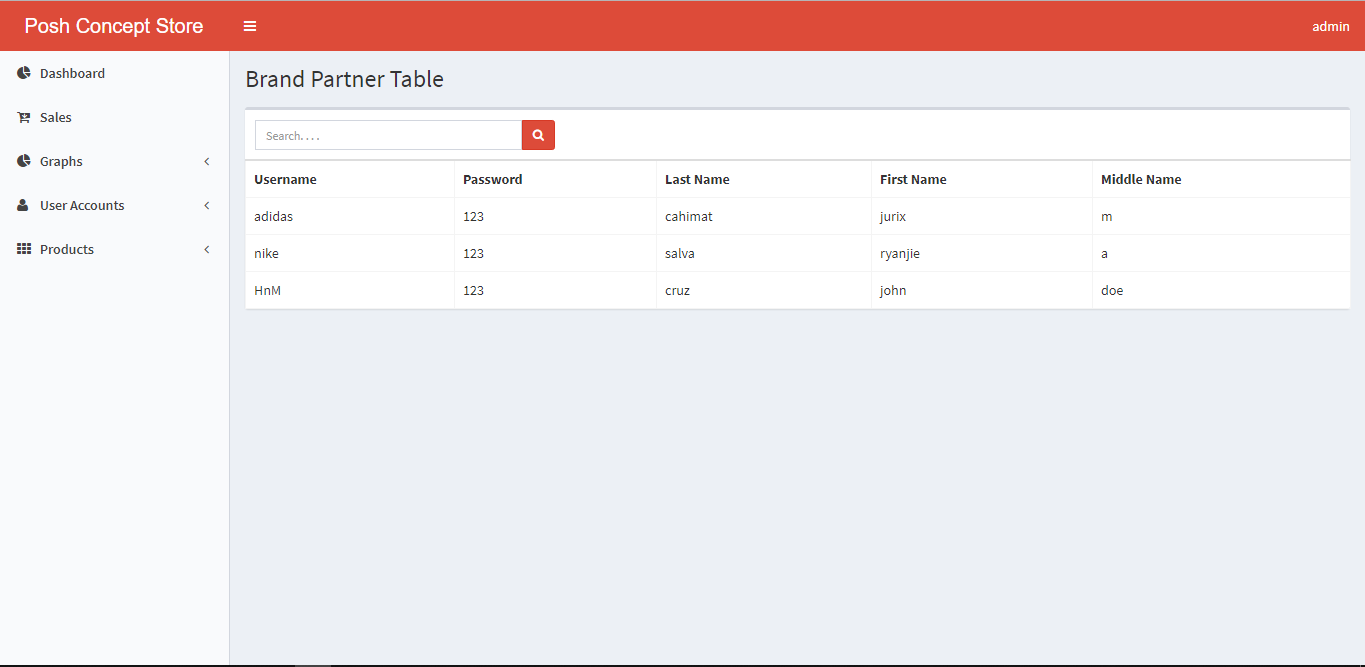 Posh Concept Store
admin
Dashboard
Sales
Graphs
User Accounts
Products
Brand Partner Table
Search. . . .
Username Password Last Name First Name Middle Name
adidas 123 cahimat jurix m
nike 123 salva ryanjie a
HnM 123 cruz john doe